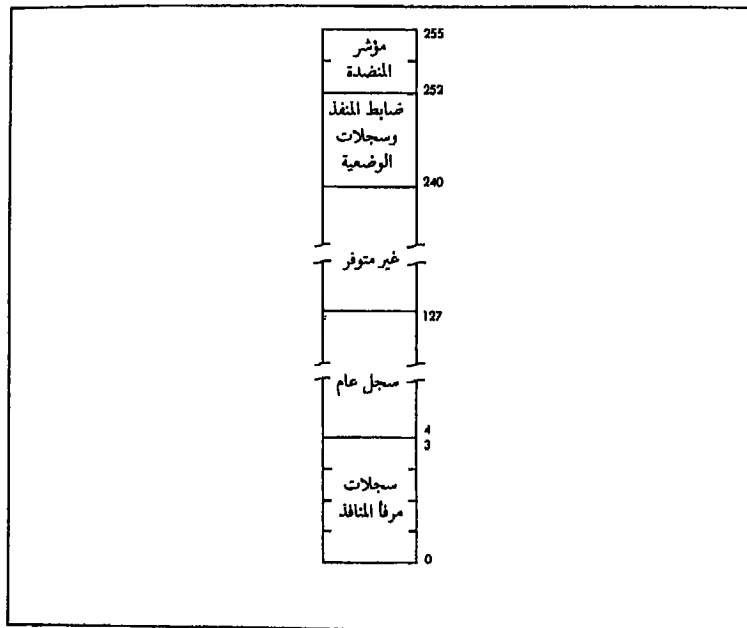 255
مؤشر
المنضدة
252
ضابط المنفذ
وسجلات
الوضعية
240
غير متوفر
127
سجل عام
4
3
سجلات
مرفأ المنافذ
0